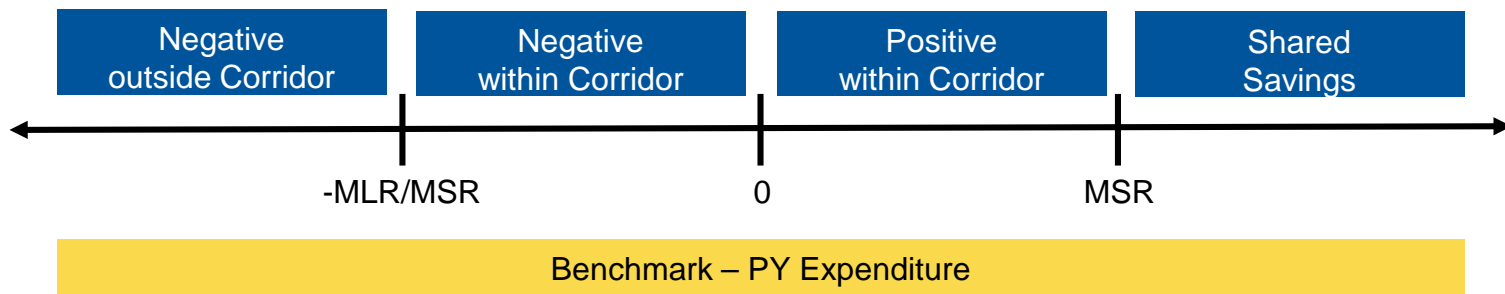 Negative
outside Corridor
Negative
within Corridor
Positive
within Corridor
Shared
Savings
-MLR/MSR
0
MSR
Benchmark – PY Expenditure